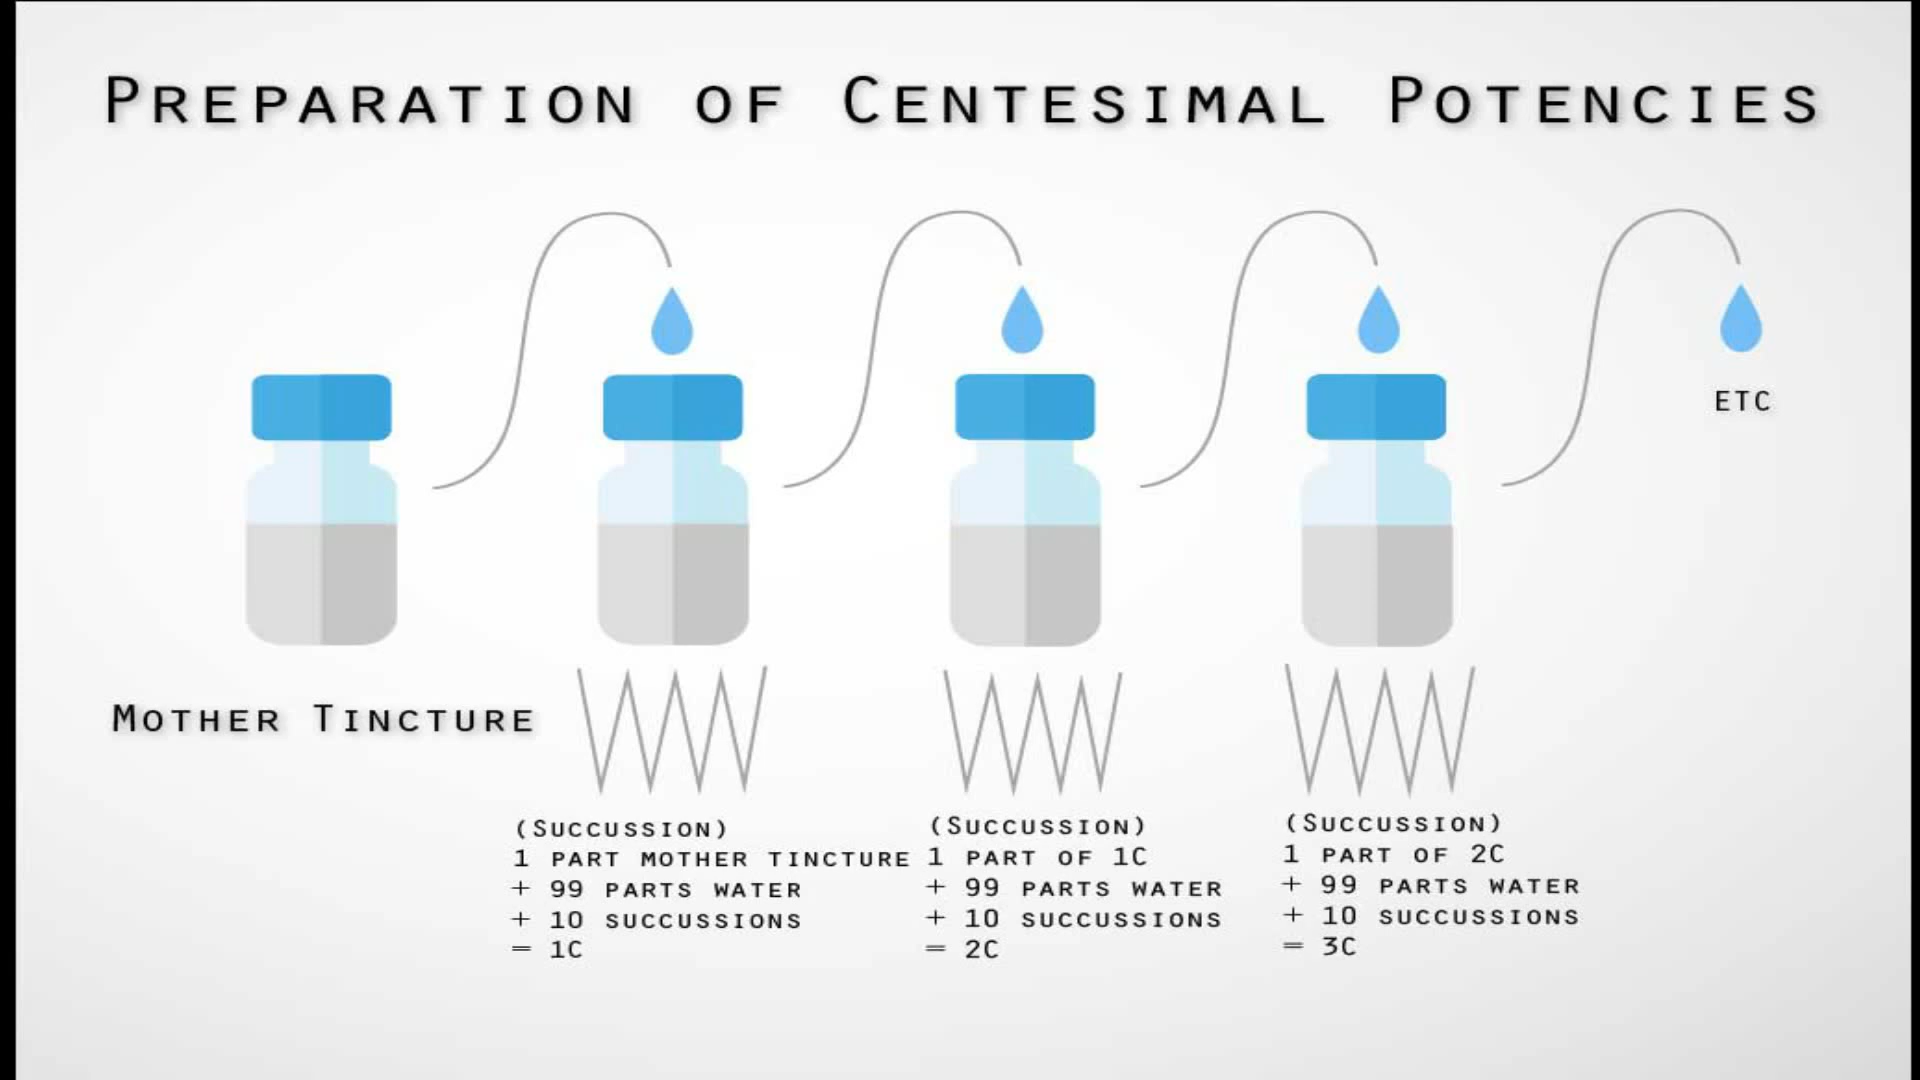 Preparation of Centesimal Potencies
etc
Mother Tincture
(Succussion)
1 part mother tincture
+ 99 parts water
+ 10 succussions
= 1C
(Succussion)
1 part of 1C
+ 99 parts water
+ 10 succussions
= 2C
(Succussion)
1 part of 2C
+ 99 parts water
+ 10 succussions
= 3C